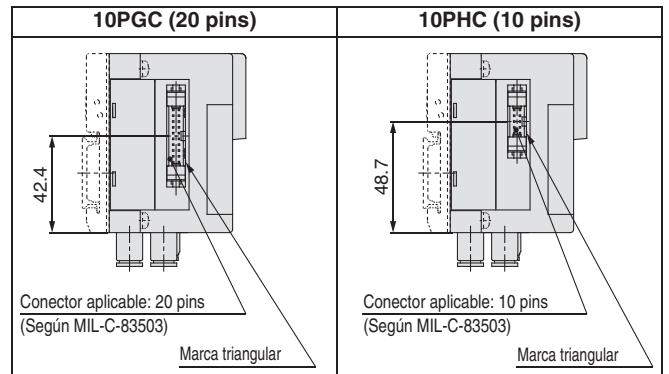 10PGC (20 pins)
42.4
Conector aplicable: 20 pins
(Según MIL-C-83503)
Marca triangular
10PHC (10 pins)
48.7
Conector aplicable: 10 pins
(Según MIL-C-83503)
Marca triangular